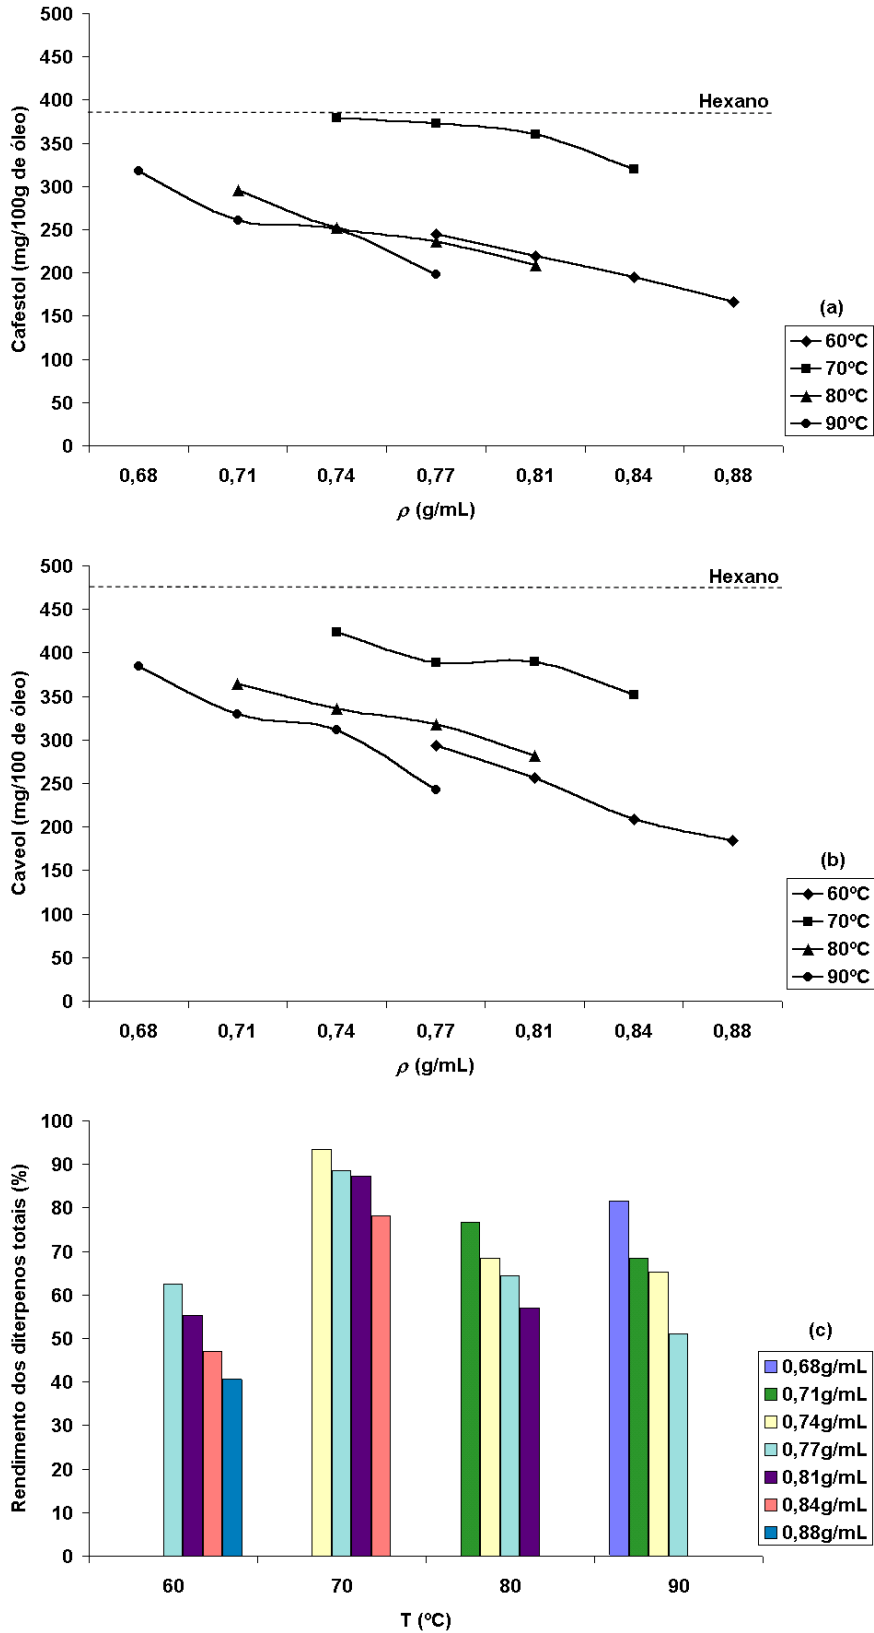 Cafestol (mg/100g de óleo)
500
450
400
350
300
250
200
150
100
50
0
Hexano
0,68 0,71 0,74 0,77 0,81 0,84 0,88
ρ (g/mL)
(a)
60ºC
70ºC
80ºC
90ºC
Caveol (mg/100 de óleo)
500
450
400
350
300
250
200
150
100
50
0
Hexano
0,68 0,71 0,74 0,77 0,81 0,84 0,88
ρ (g/mL)
(b)
60ºC
70ºC
80ºC
90ºC
Rendimento dos diterpenos totais (%)
100
90
80
70
60
50
40
30
20
10
0
60 70 80 90
T (ºC)
(c)
0,68g/mL
0,71g/mL
0,74g/mL
0,77g/mL
0,81g/mL
0,84g/mL
0,88g/mL